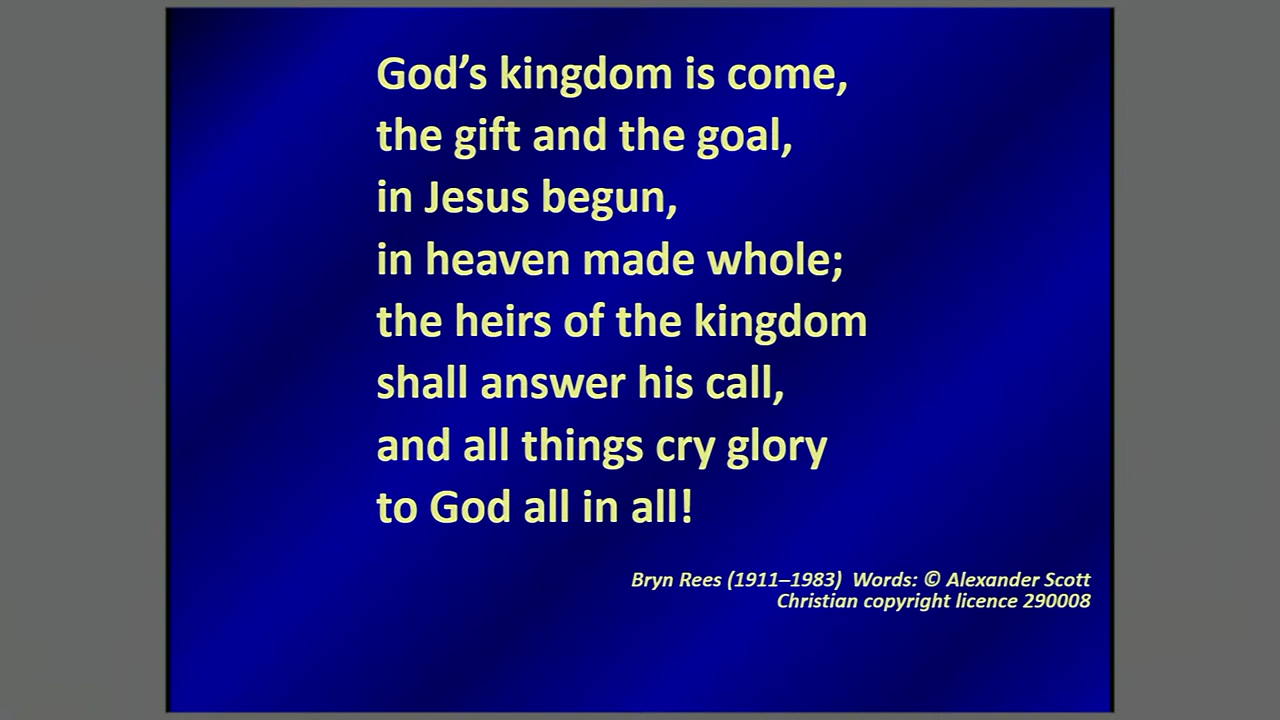 God’s kingdom is come,
the gift and the goal,
in Jesus begun,
in heaven made whole;
the heirs of the kingdom
shall answer his call,
and all things cry glory
to God all in all!
Bryn Rees (1911–1983)  Words: © Alexander Scott
Christian copyright licence 290008